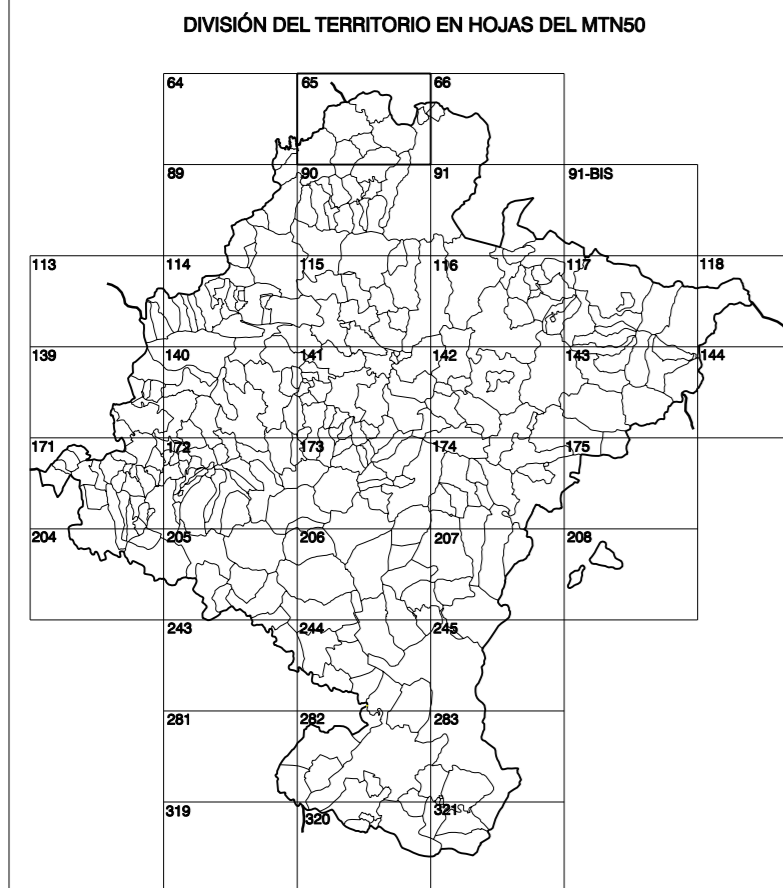 DIVISIÓN DEL TERRITORIO EN HOJAS DEL MTN50
64 65 66
89 90 91 91-BIS
113 114 115 116 117 118
139 140 141 142 143 144
171 172 173 174 175
204 205 206 207 208
243 244 245
281 282 283
319 320 321